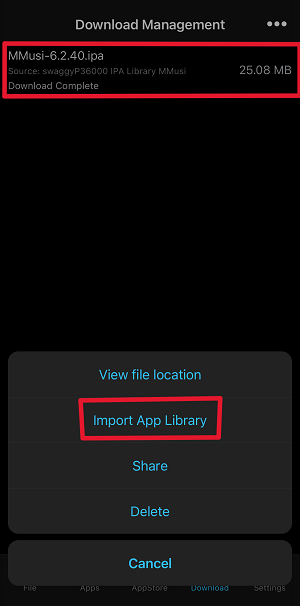 Download Management •••
MMusi-6.2.40.ipa
Source: swaggyP36000 IPA Library MMusi 25.08 MB
Download Complete
View file location
Import App Library
Share
Delete
Cancel
File Apps AppStore Download Settings